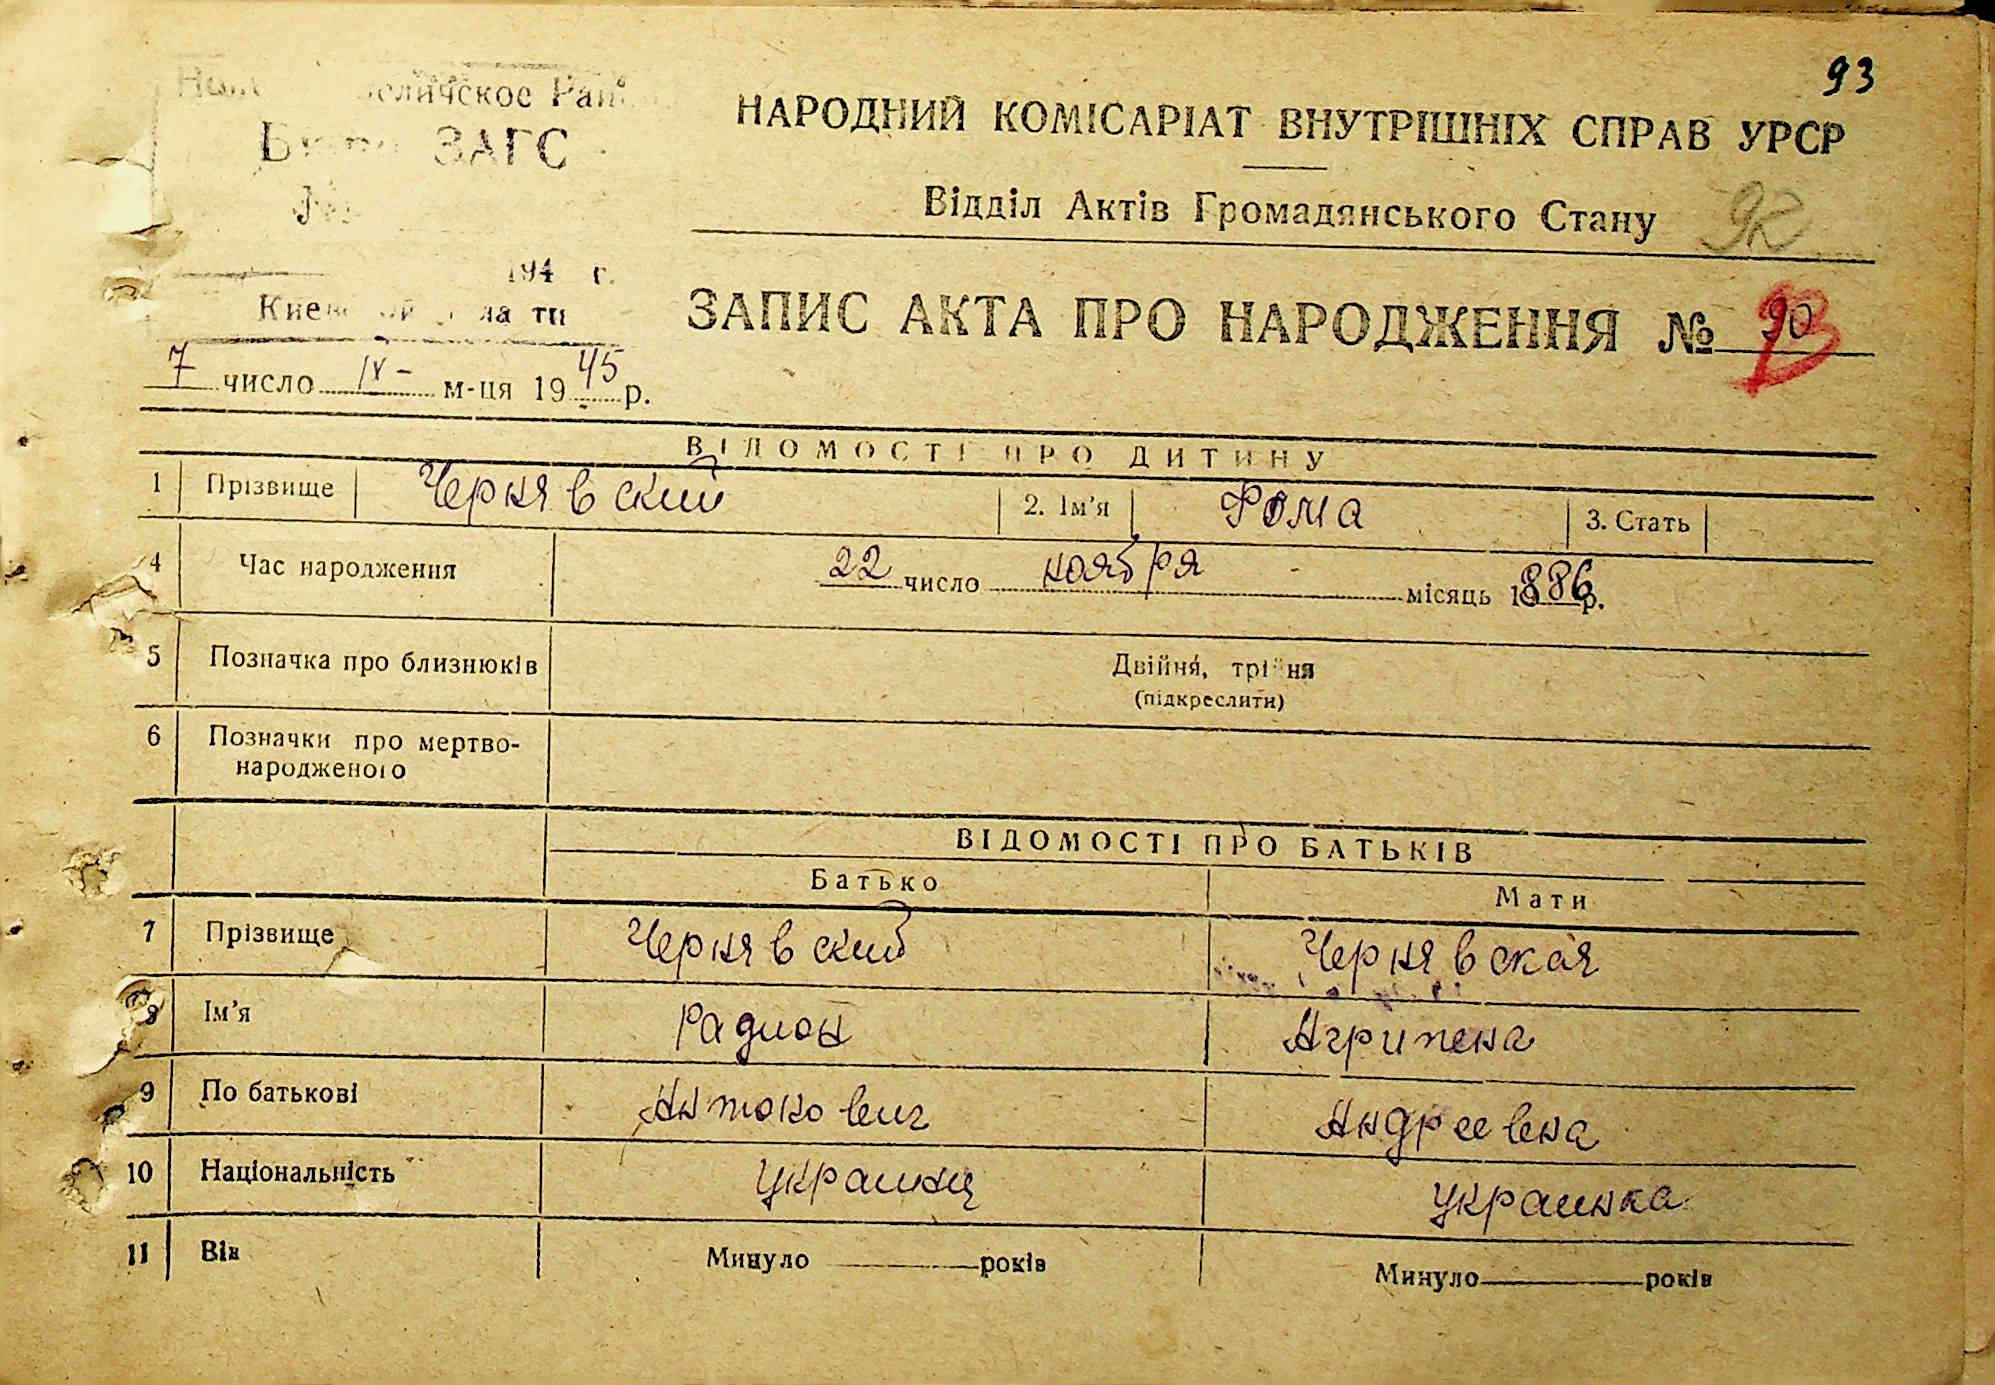 93
личское
ЗАГС
194 г.
НАРОДНИЙ КОМІСАРІАТ ВНУТРІШНІХ СПРАВ УРСР
Відділ Актів Громадянського Стану 92
ЗАПИС АКТА ПРО НАРОДЖЕННЯ № 90
7 число IV- м-ця 1945 р.
ВІДОМОСТІ ПРО ДИТИНУ
1 Прізвище Чернявский 2. Ім'я Фома 3. Стать
4 Час народження 22 число ноября місяць 1886 р.
5 Позначка про близнюків Двійня, трійня
(підкреслити)
6 Позначки про мертво-
народженого
ВІДОМОСТІ ПРО БАТЬКІВ
Батько Мати
7 Прізвище Чернявский Чернявская
8 Ім'я Радион Агрипена
9 По батькові Антонович Андреевна
10 Національність украинец украинка
11 Вік Минуло років Минуло років